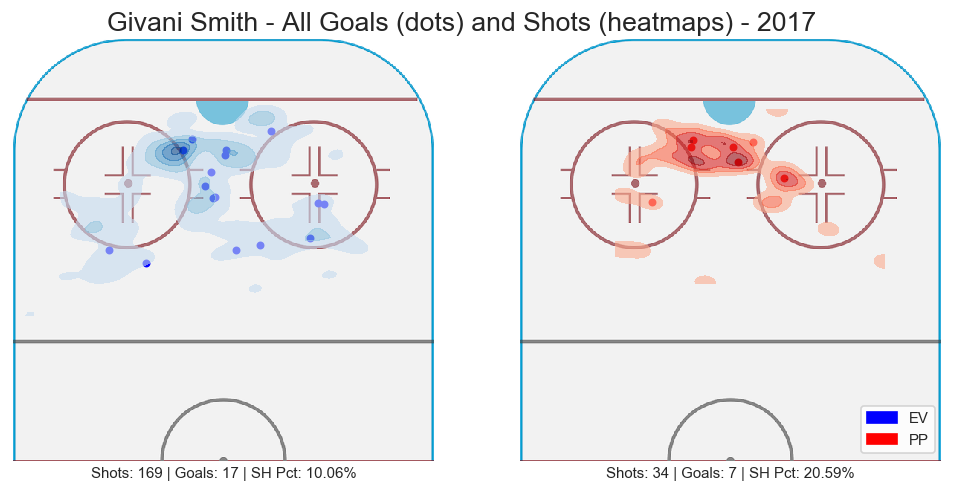 Givani Smith - All Goals (dots) and Shots (heatmaps) - 2017
EV
PP
Shots: 169 | Goals: 17 | SH Pct: 10.06%
Shots: 34 | Goals: 7 | SH Pct: 20.59%